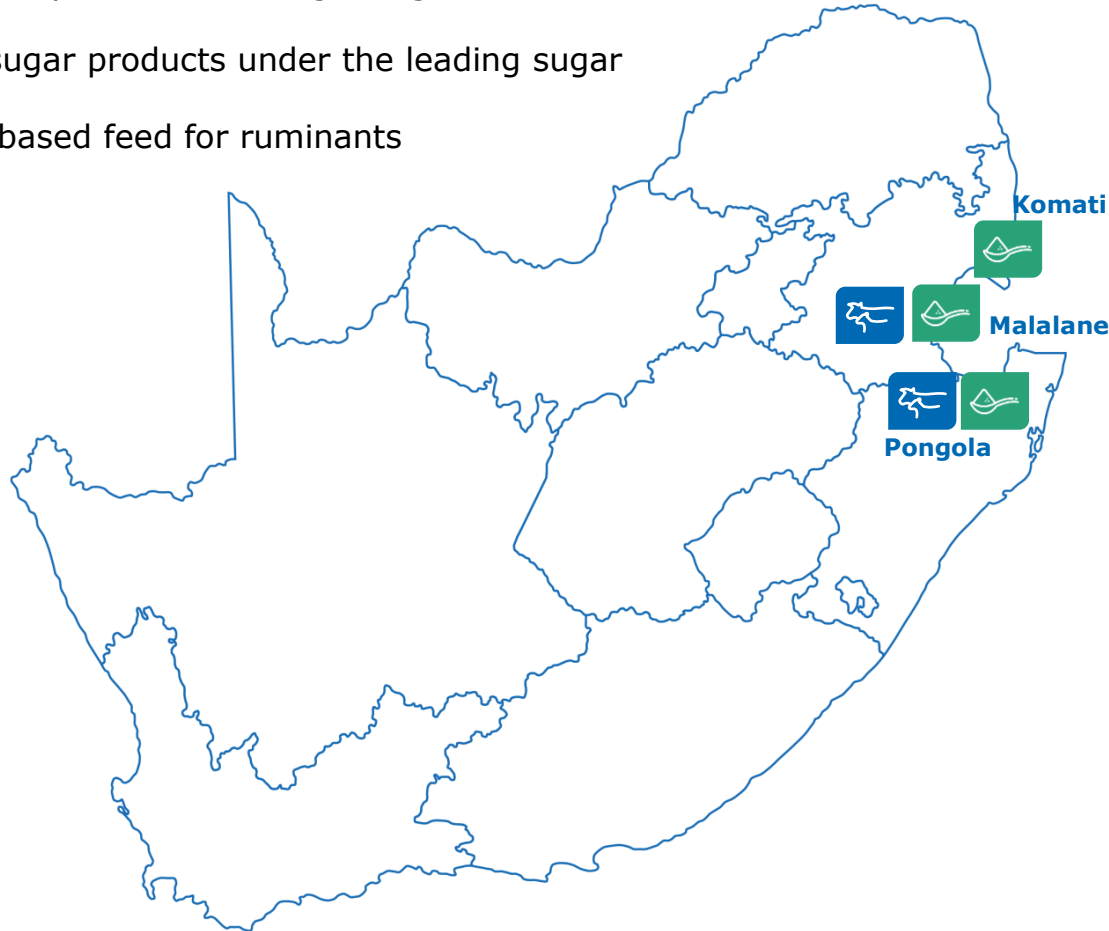 sugar products under the leading sugar
based feed for ruminants
Komati
Malalane
Pongola